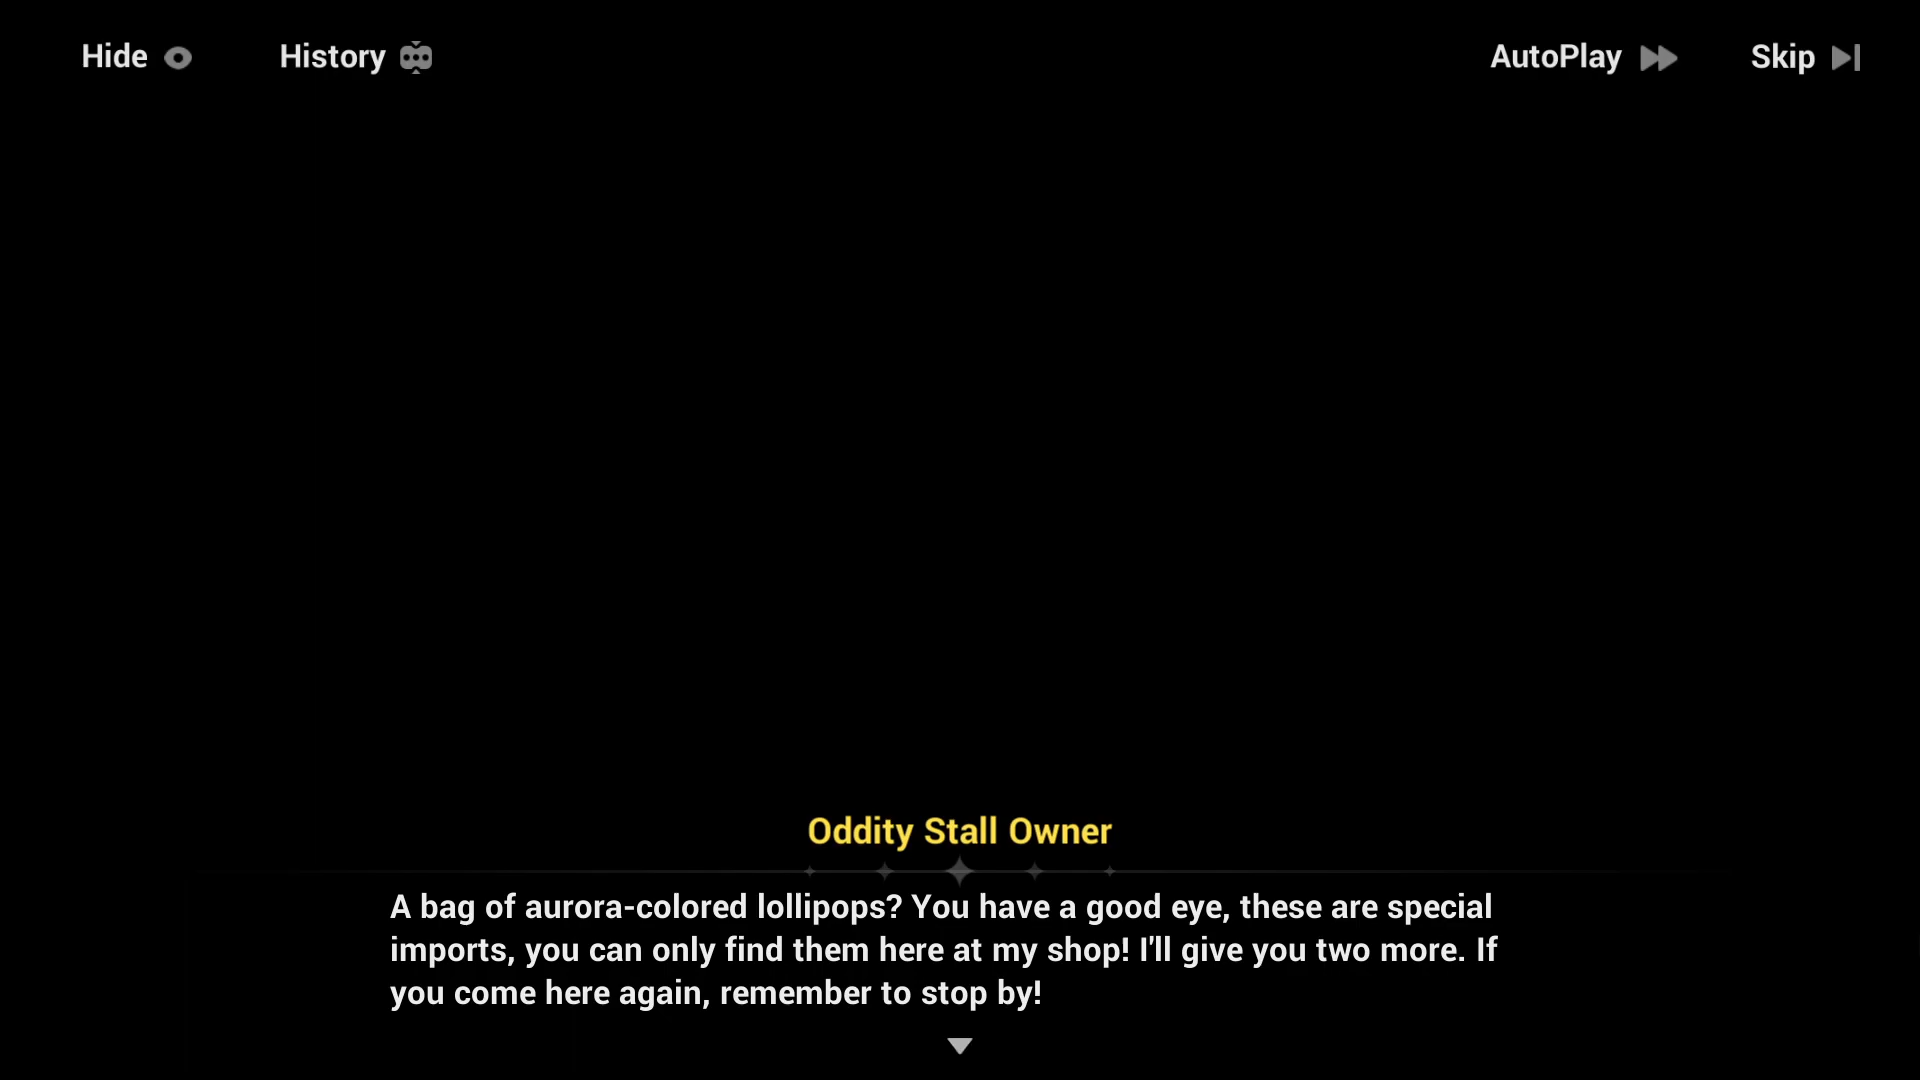 Hide
History
AutoPlay
Skip
Oddity Stall Owner
A bag of aurora-colored lollipops? You have a good eye, these are special
imports, you can only find them here at my shop! I'll give you two more. If
you come here again, remember to stop by!